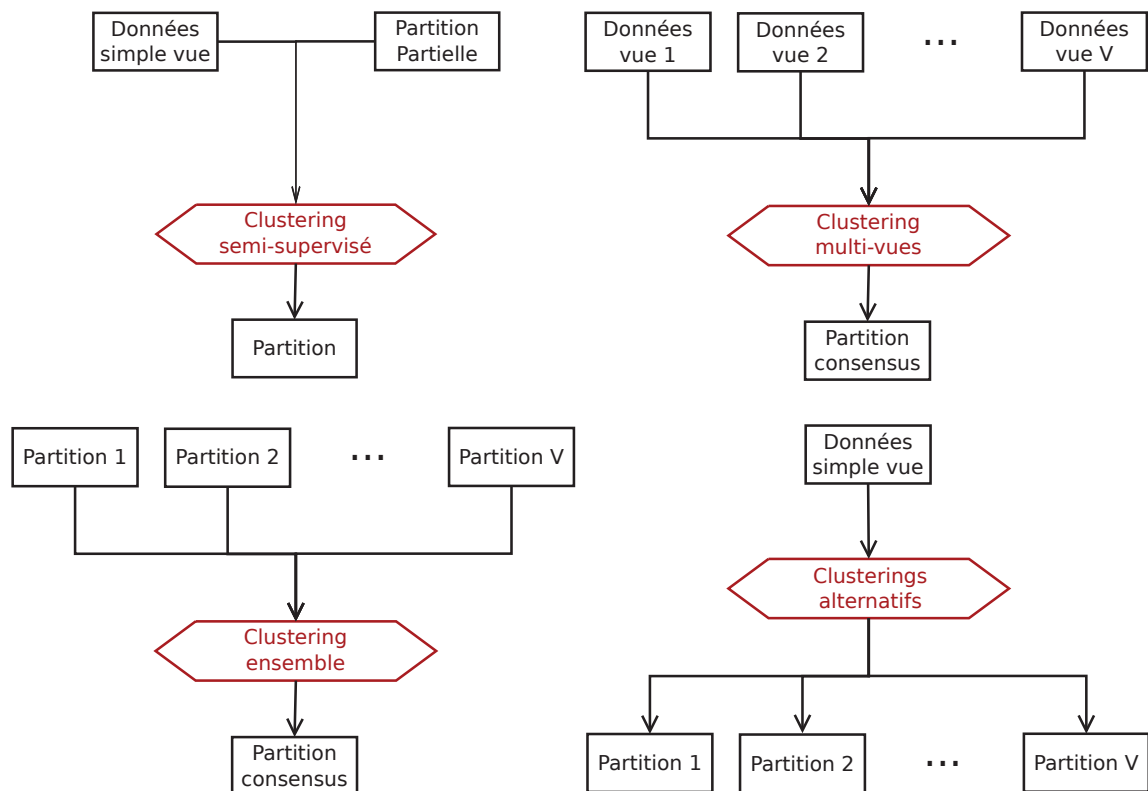 Données
simple vue
Partition
Partielle
Clustering
semi-supervisé
Partition
Données
vue 1
Données
vue 2
...
Données
vue V
Clustering
multi-vues
Partition
consensus
Partition 1
Partition 2
...
Partition V
Clustering
ensemble
Partition
consensus
Données
simple vue
Clusterings
alternatifs
Partition 1
Partition 2
...
Partition V